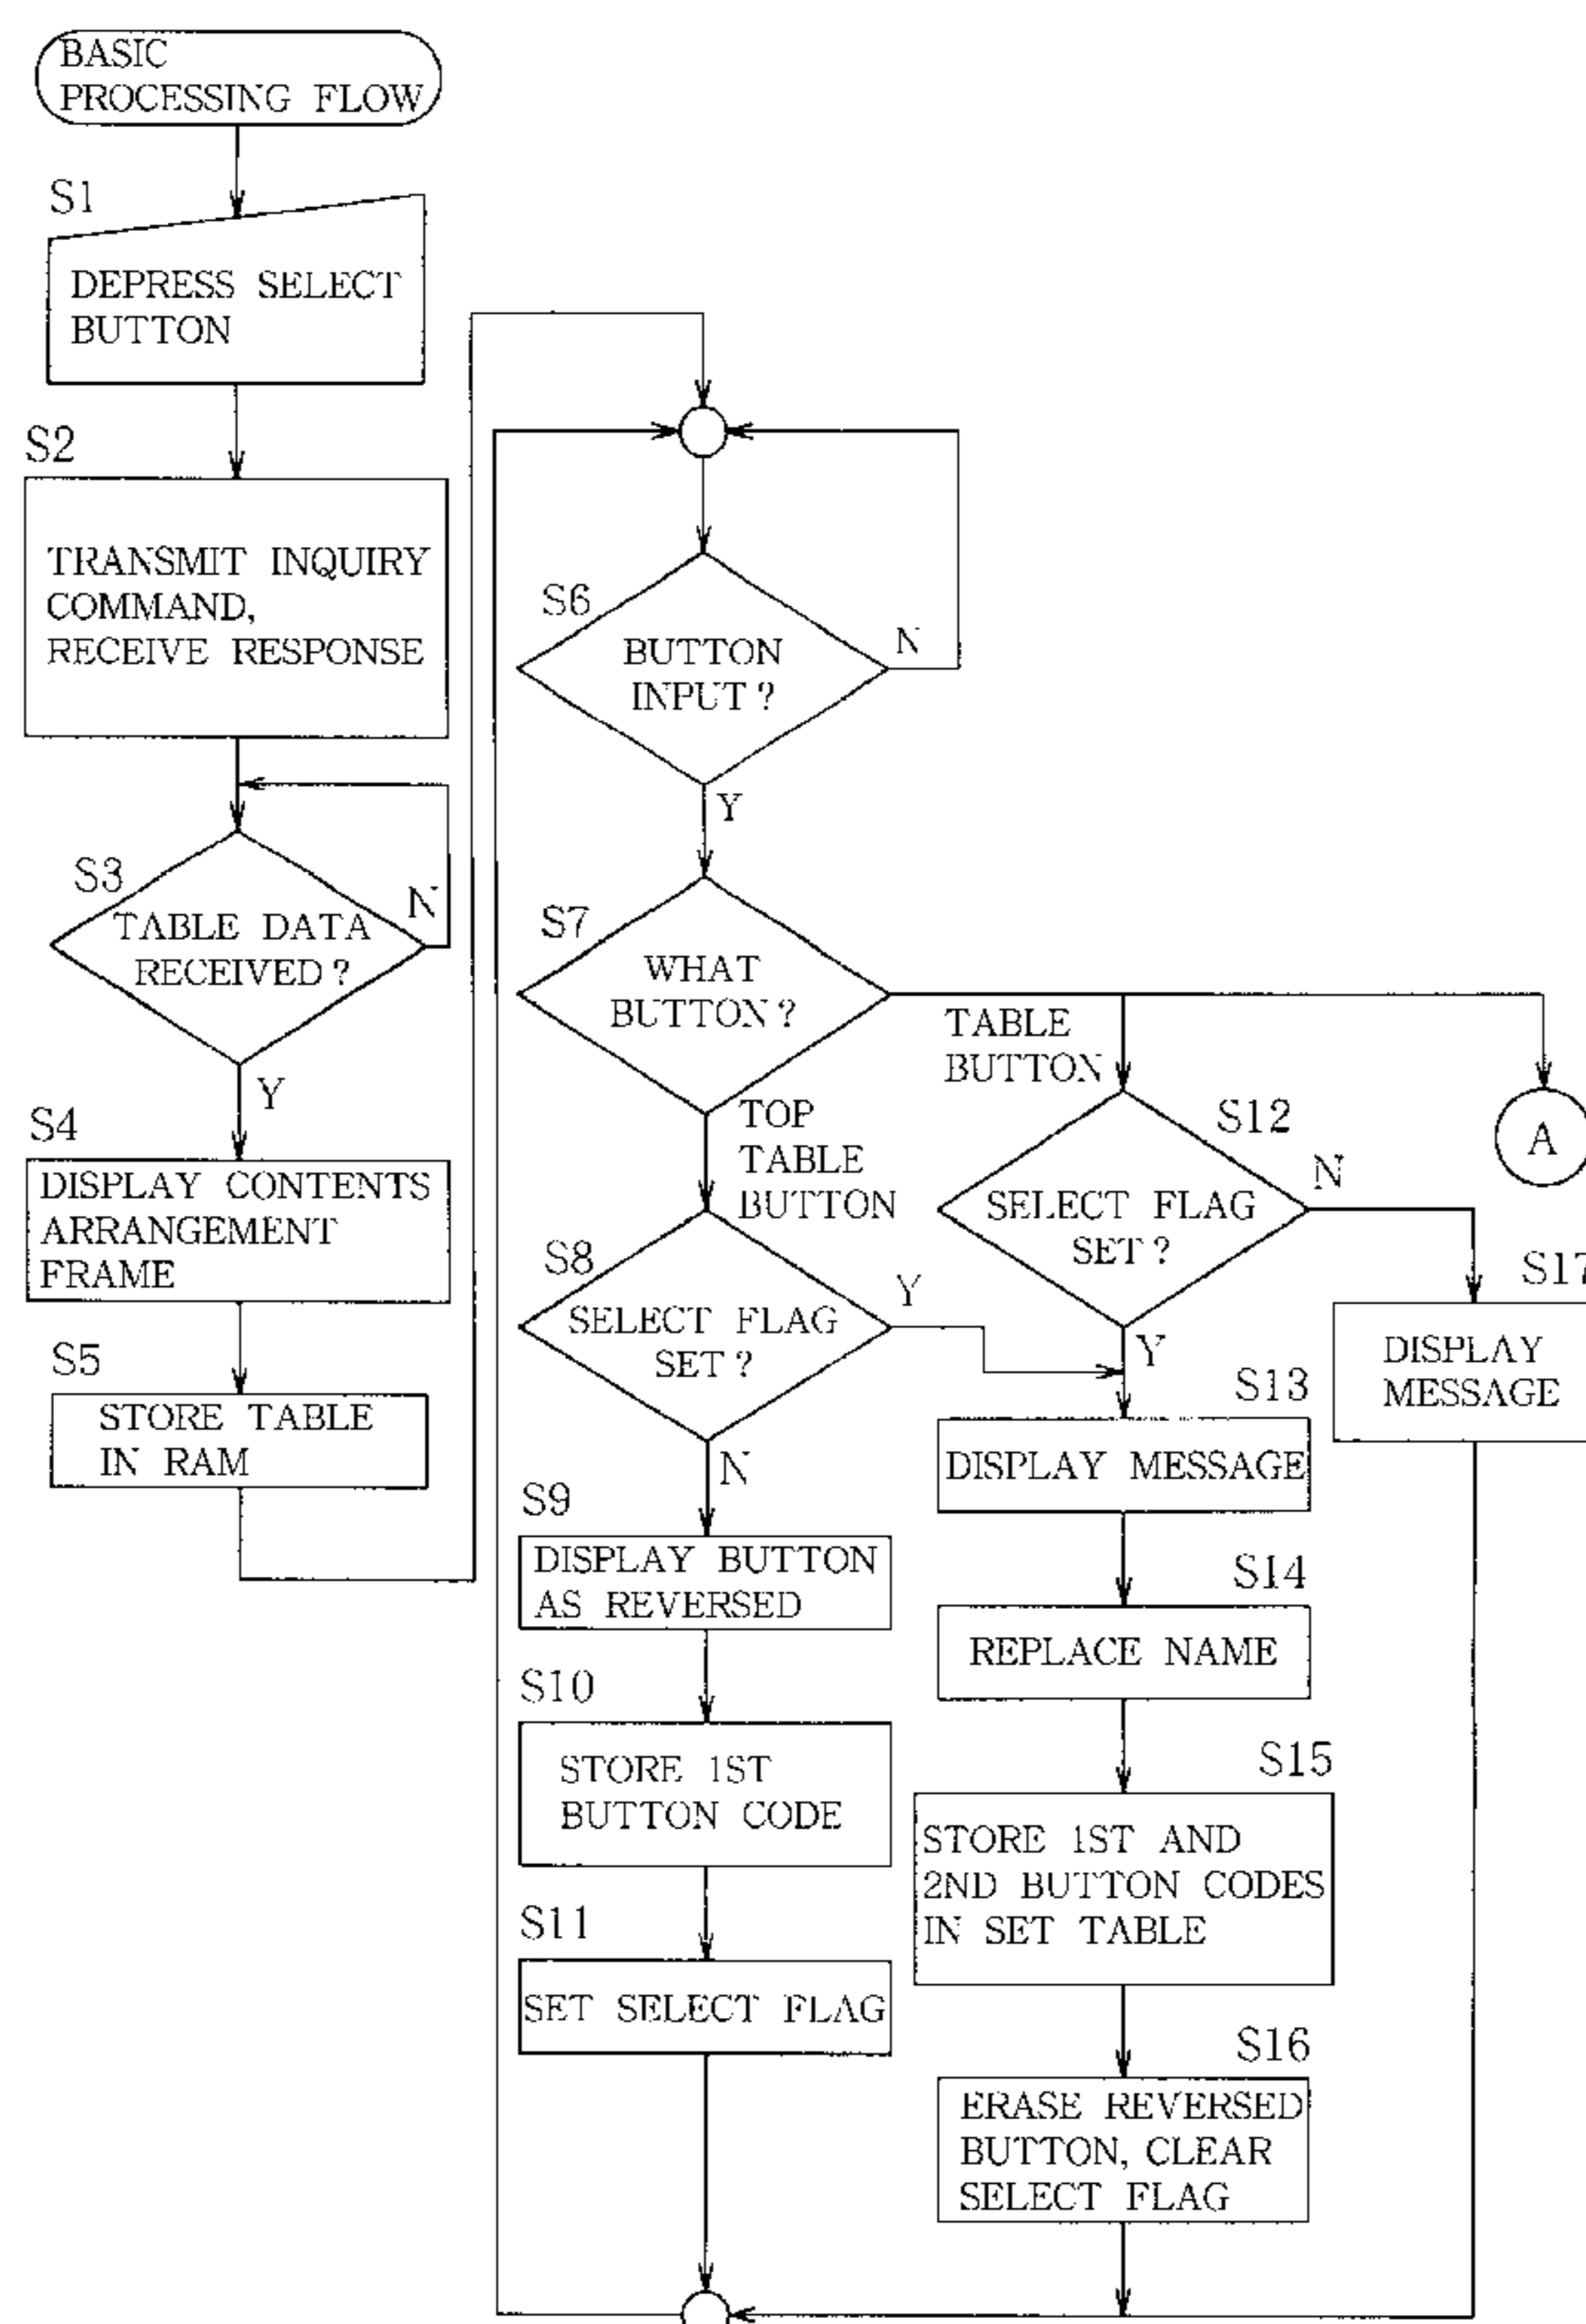 BASIC
PROCESSING FLOW
S1
DEPRESS SELECT
BUTTON
S2
TRANSMIT INQUIRY
COMMAND,
RECEIVE RESPONSE
S3
TABLE DATA
RECEIVED?
N
Y
S4
DISPLAY CONTENTS
ARRANGEMENT
FRAME
S5
STORE TABLE
IN RAM
S6
BUTTON
INPUT?
N
Y
S7
WHAT
BUTTON?
TOP
TABLE
BUTTON
TABLE
BUTTON
A
S8
SELECT FLAG
SET?
Y
N
S9
DISPLAY BUTTON
AS REVERSED
S10
STORE 1ST
BUTTON CODE
S11
SET SELECT FLAG
S12
SELECT FLAG
SET?
N
Y
S13
DISPLAY MESSAGE
S14
REPLACE NAME
S15
STORE 1ST AND
2ND BUTTON CODES
IN SET TABLE
S16
ERASE REVERSED
BUTTON, CLEAR
SELECT FLAG
S17
DISPLAY
MESSAGE